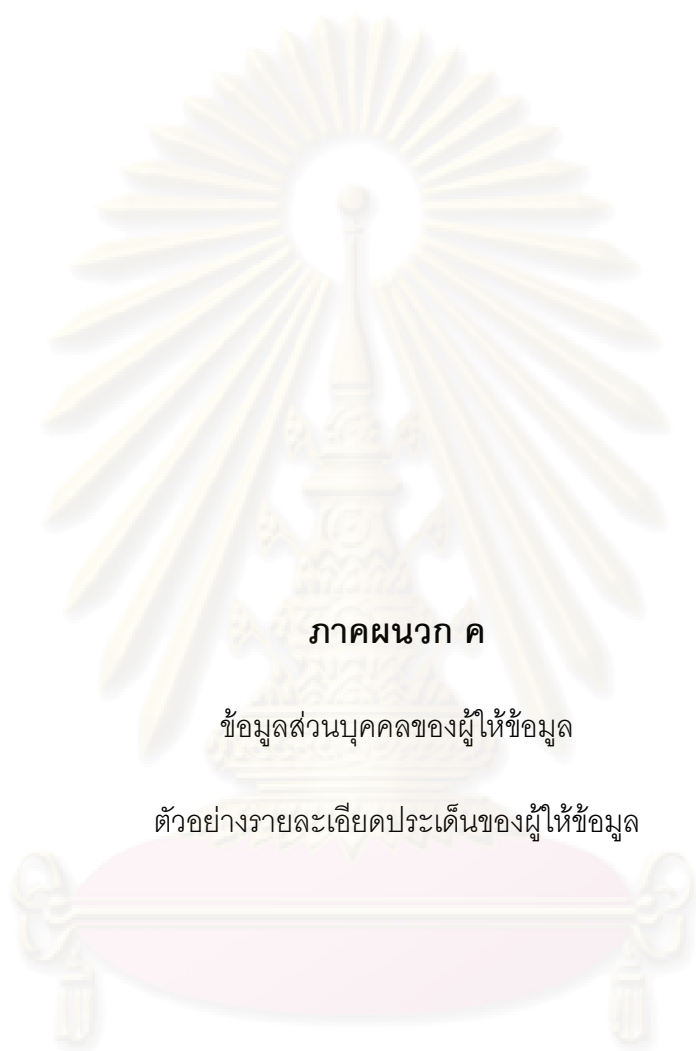 ภาคผนวก ค
ข้อมูลส่วนบุคคลของผู้ให้ข้อมูล
ตัวอย่างรายละเอียดประเด็นของผู้ให้ข้อมูล